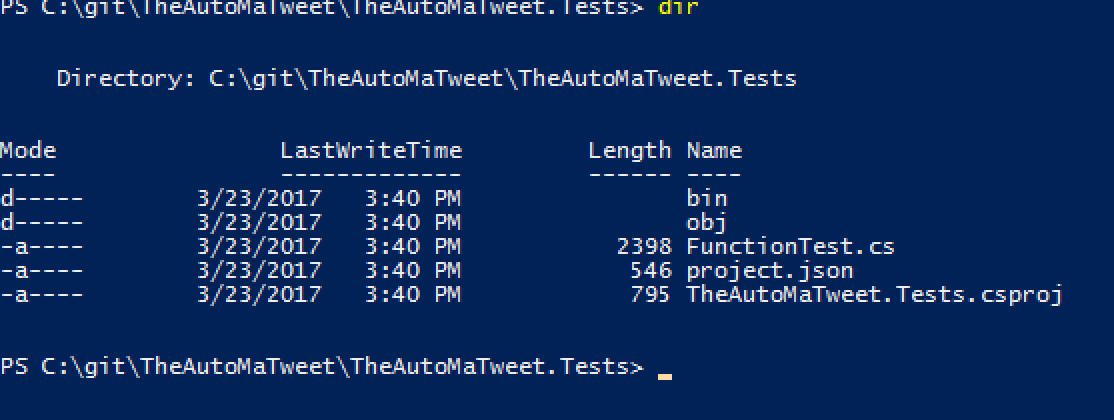 PS C:\git\TheAutoMaTweet\TheAutoMaTweet.Tests> dir
Directory: C:\git\TheAutoMaTweet\TheAutoMaTweet.Tests
Mode                LastWriteTime         Length Name
----                -------------         ------ ----
d-----        3/23/2017   3:40 PM                bin
d-----        3/23/2017   3:40 PM                obj
-a----        3/23/2017   3:40 PM           2398 FunctionTest.cs
-a----        3/23/2017   3:40 PM            546 project.json
-a----        3/23/2017   3:40 PM            795 TheAutoMaTweet.Tests.csproj
PS C:\git\TheAutoMaTweet\TheAutoMaTweet.Tests> _